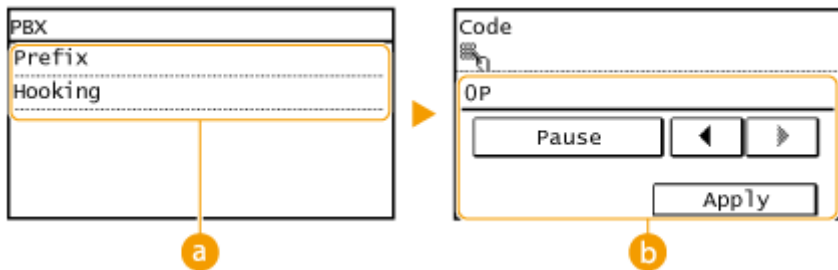 PBX
Prefix
Hooking
a
Code
0P
Pause
Apply
b